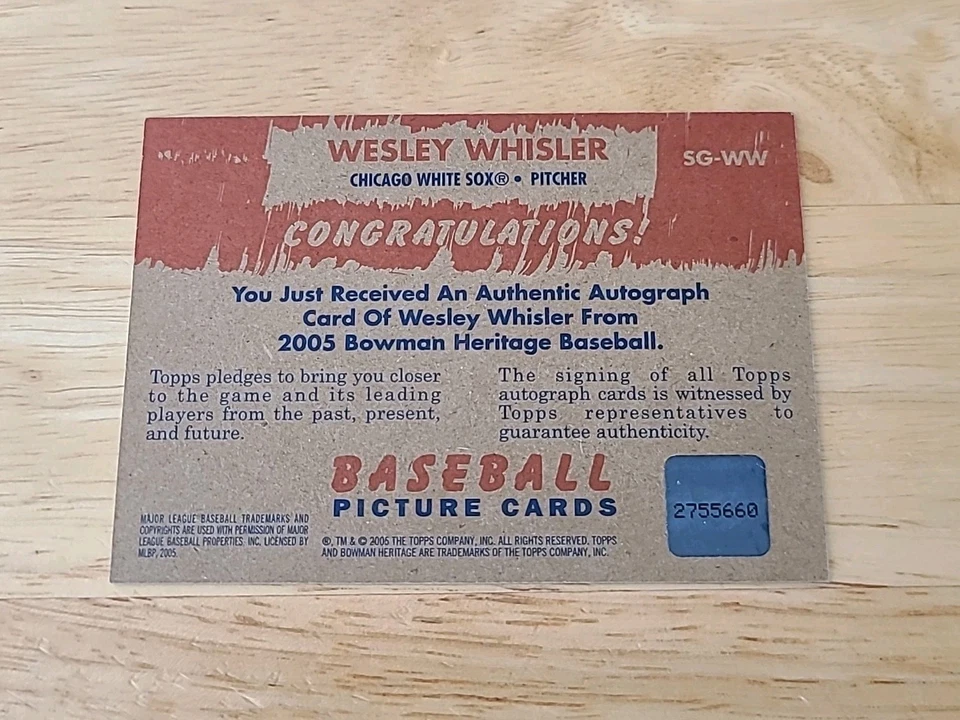 WESLEY WHISLER
SG-WW
CHICAGO WHITE SOX® • PITCHER
CONGRATULATIONS!
You Just Received An Authentic Autograph
Card Of Wesley Whisler From
2005 Bowman Heritage Baseball.
Topps pledges to bring you closer
to the game and its leading
players from the past, present,
and future.
The signing of all Topps
autograph cards is witnessed by
Topps representatives to
guarantee authenticity.
BASEBALL
PICTURE CARDS
2755660
MAJOR LEAGUE BASEBALL TRADEMARKS AND
COPYRIGHTS ARE USED WITH PERMISSION OF MAJOR
LEAGUE BASEBALL PROPERTIES, INC. LICENSED BY
MLBP, 2005.
®, TM & © 2005 THE TOPPS COMPANY, INC. ALL RIGHTS RESERVED. TOPPS
AND BOWMAN HERITAGE ARE TRADEMARKS OF THE TOPPS COMPANY, INC.